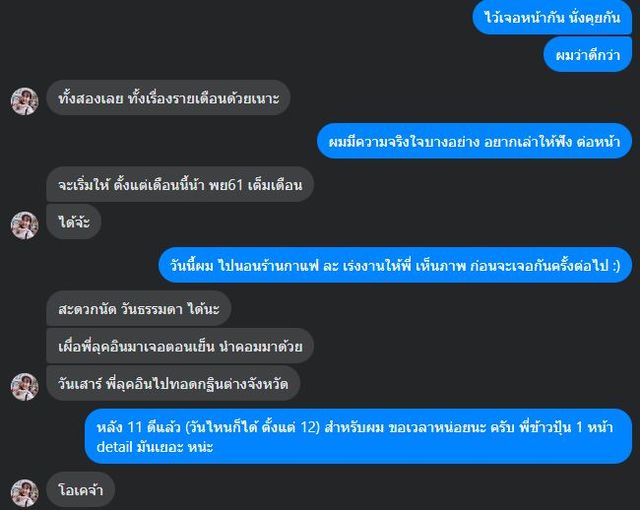 ไว้เจอหน้ากัน นั่งคุยกัน
ผมว่าดีกว่า
ทั้งสองเลย ทั้งเรื่องรายเดือนด้วยเนาะ
ผมมีความจริงใจบางอย่าง อยากเล่าให้ฟัง ต่อหน้า
จะเริ่มให้ ตั้งแต่เดือนนี้น้า พย61 เต็มเดือน
ได้จ้ะ
วันนี้ผม ไปนอนร้านกาแฟ ละ เร่งงานให้พี่ เห็นภาพ ก่อนจะเจอกันครั้งต่อไป :)
สะดวกนัด วันธรรมดา ได้นะ
เผื่อพี่ลุคอินมาเจอตอนเย็น นำคอมมาด้วย
วันเสาร์ พี่ลุคอินไปทอดกฐินต่างจังหวัด
หลัง 11 ดีแล้ว (วันไหนก็ได้ ตั้งแต่ 12) สำหรับผม ขอเวลาหน่อยนะ ครับ พี่ข้าวปุ้น 1 หน้า
detail มันเยอะ หน่ะ
โอเคจ้า